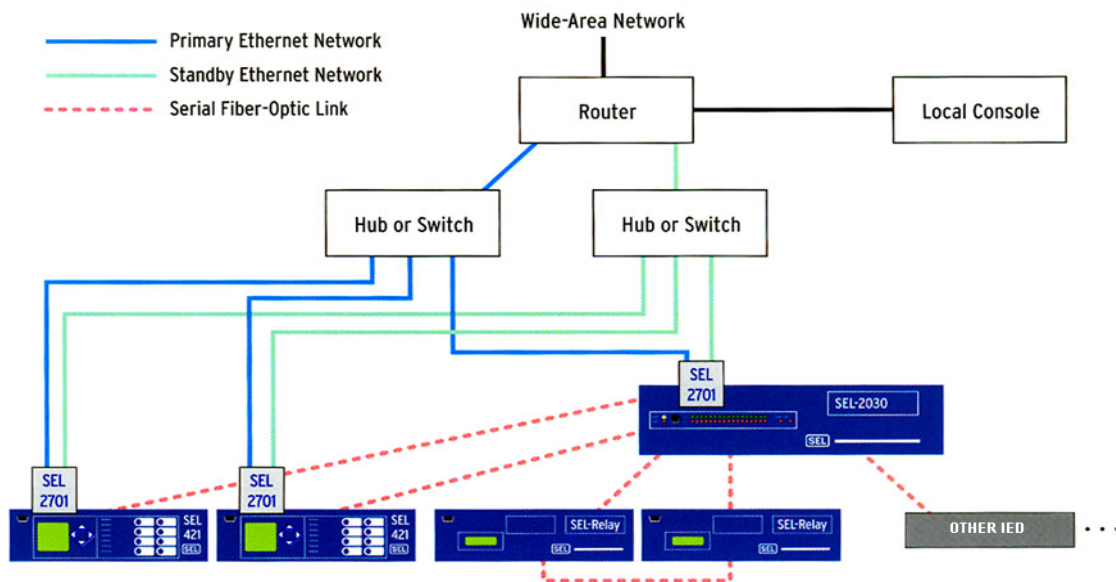 Wide-Area Network
Primary Ethernet Network
Standby Ethernet Network
Serial Fiber-Optic Link
Router
Local Console
Hub or Switch
Hub or Switch
SEL
2701
SEL-2030
SEL
SEL
2701
SEL
2701
SEL
421
SEL
SEL
421
SEL
SEL-Relay
SEL
SEL-Relay
SEL
OTHER IED
...